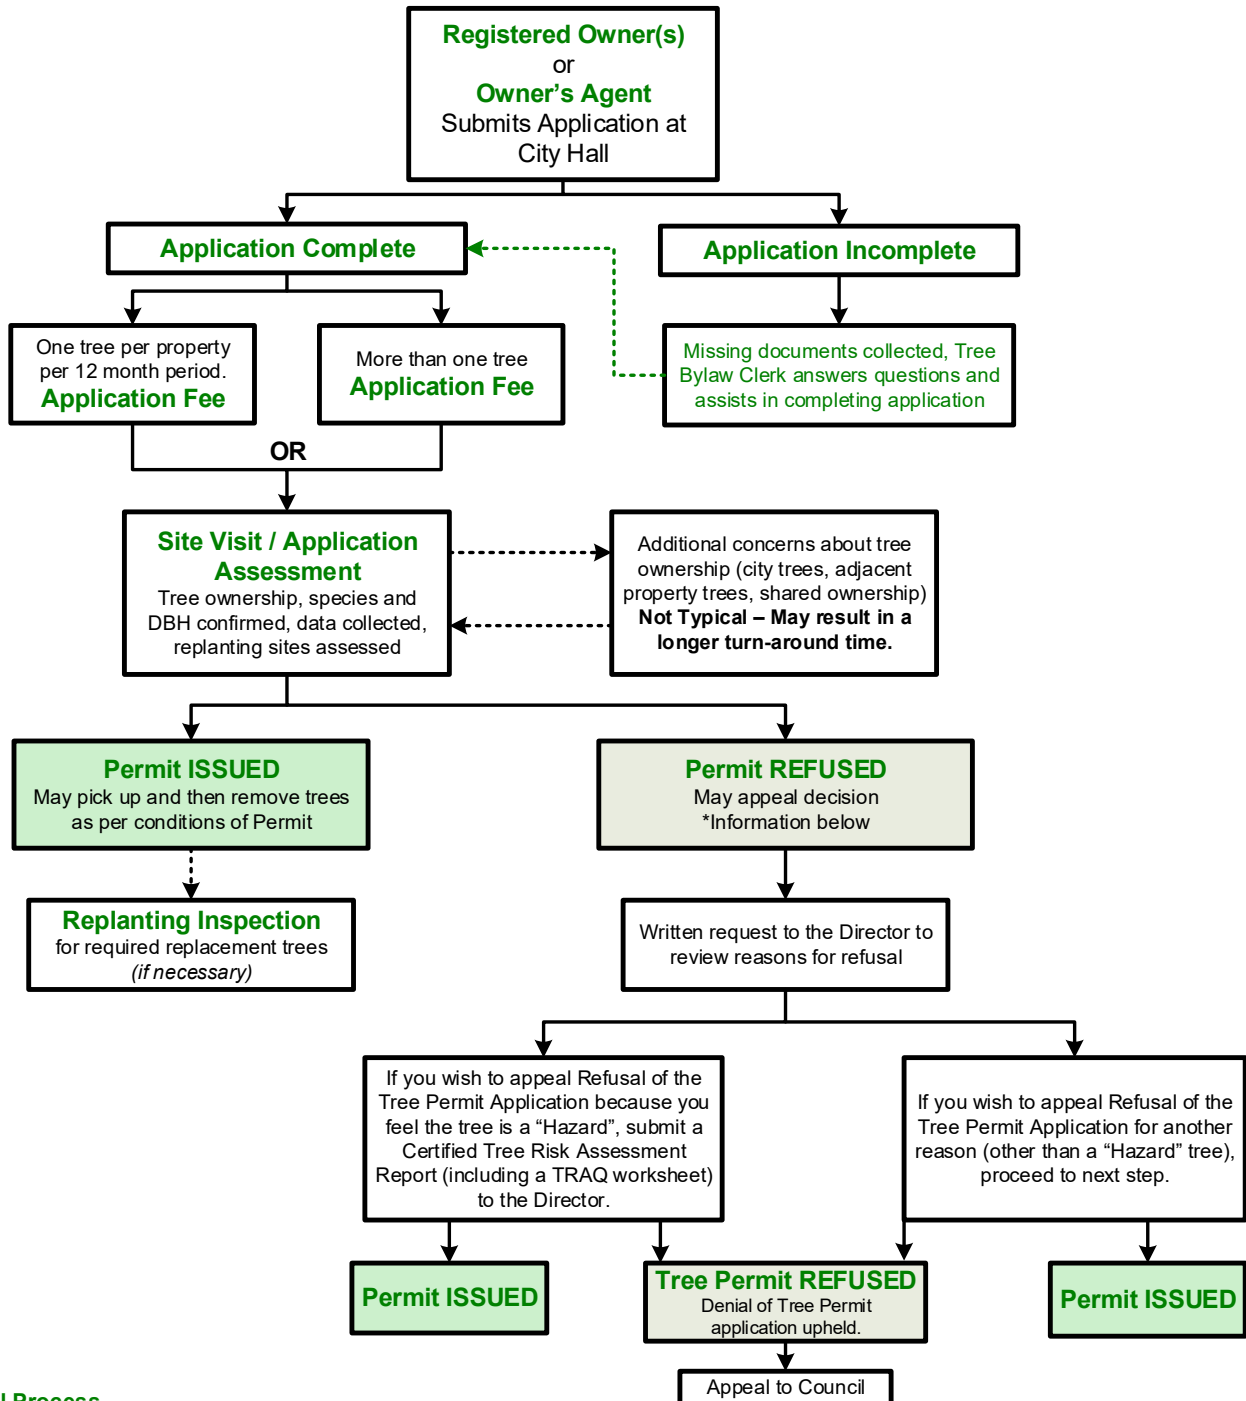 Registered Owner(s)
or
Owner's Agent
Submits Application at
City Hall
Application Complete
Application Incomplete
One tree per property
per 12 month period.
Application Fee
More than one tree
Application Fee
Missing documents collected, Tree
Bylaw Clerk answers questions and
assists in completing application
OR
Site Visit / Application
Assessment
Tree ownership, species and
DBH confirmed, data collected,
replanting sites assessed
Additional concerns about tree
ownership (city trees, adjacent
property trees, shared ownership)
Not Typical – May result in a
longer turn-around time.
Permit ISSUED
May pick up and then remove trees
as per conditions of Permit
Permit REFUSED
May appeal decision
*Information below
Replanting Inspection
for required replacement trees
(if necessary)
Written request to the Director to
review reasons for refusal
If you wish to appeal Refusal of the
Tree Permit Application because you
feel the tree is a “Hazard”, submit a
Certified Tree Risk Assessment
Report (including a TRAQ worksheet)
to the Director.
If you wish to appeal Refusal of the
Tree Permit Application for another
reason (other than a “Hazard” tree),
proceed to next step.
Permit ISSUED
Tree Permit REFUSED
Denial of Tree Permit
application upheld.
Permit ISSUED
Appeal to Council
Process